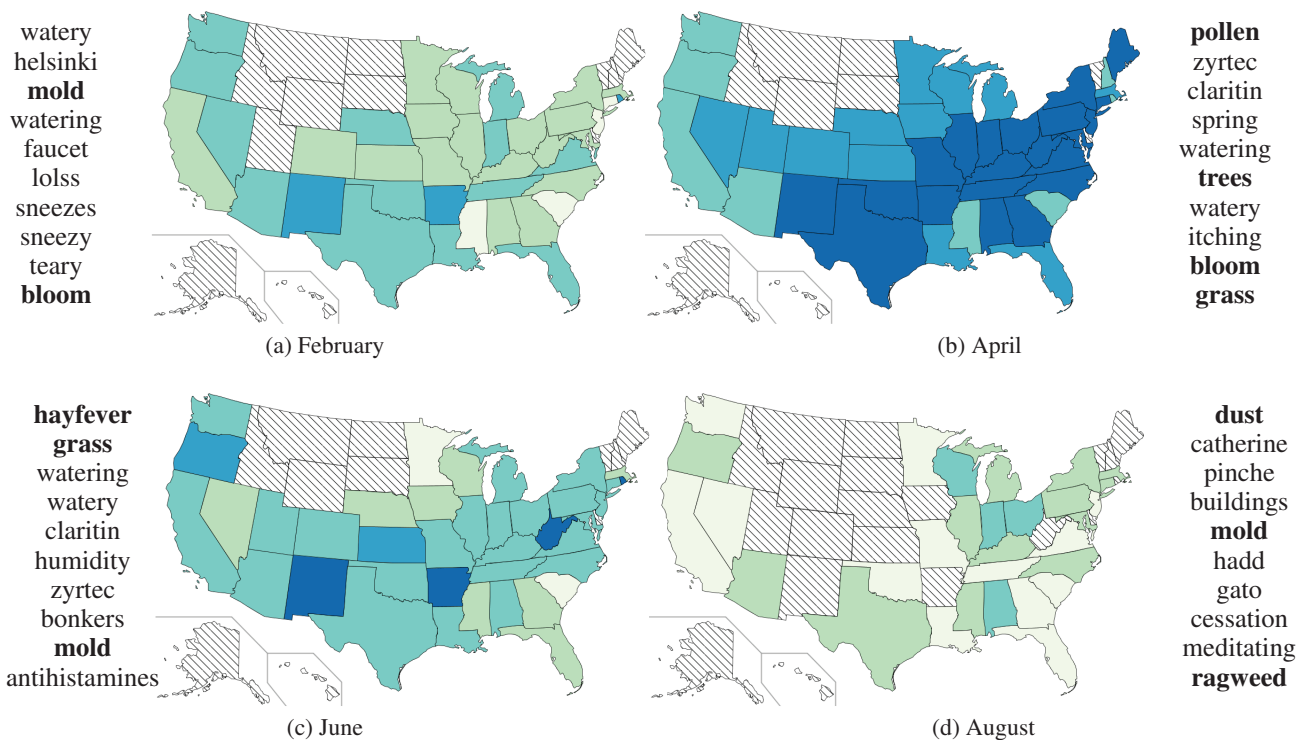 watery
helsinki
mold
watering
faucet
lolss
sneezes
sneezy
teary
bloom
(a) February
pollen
zyrtec
claritin
spring
watering
trees
watery
itching
bloom
grass
(b) April
hayfever
grass
watering
watery
claritin
humidity
zyrtec
bonkers
mold
antihistamines
(c) June
dust
catherine
pinche
buildings
mold
hadd
gato
cessation
meditating
ragweed
(d) August